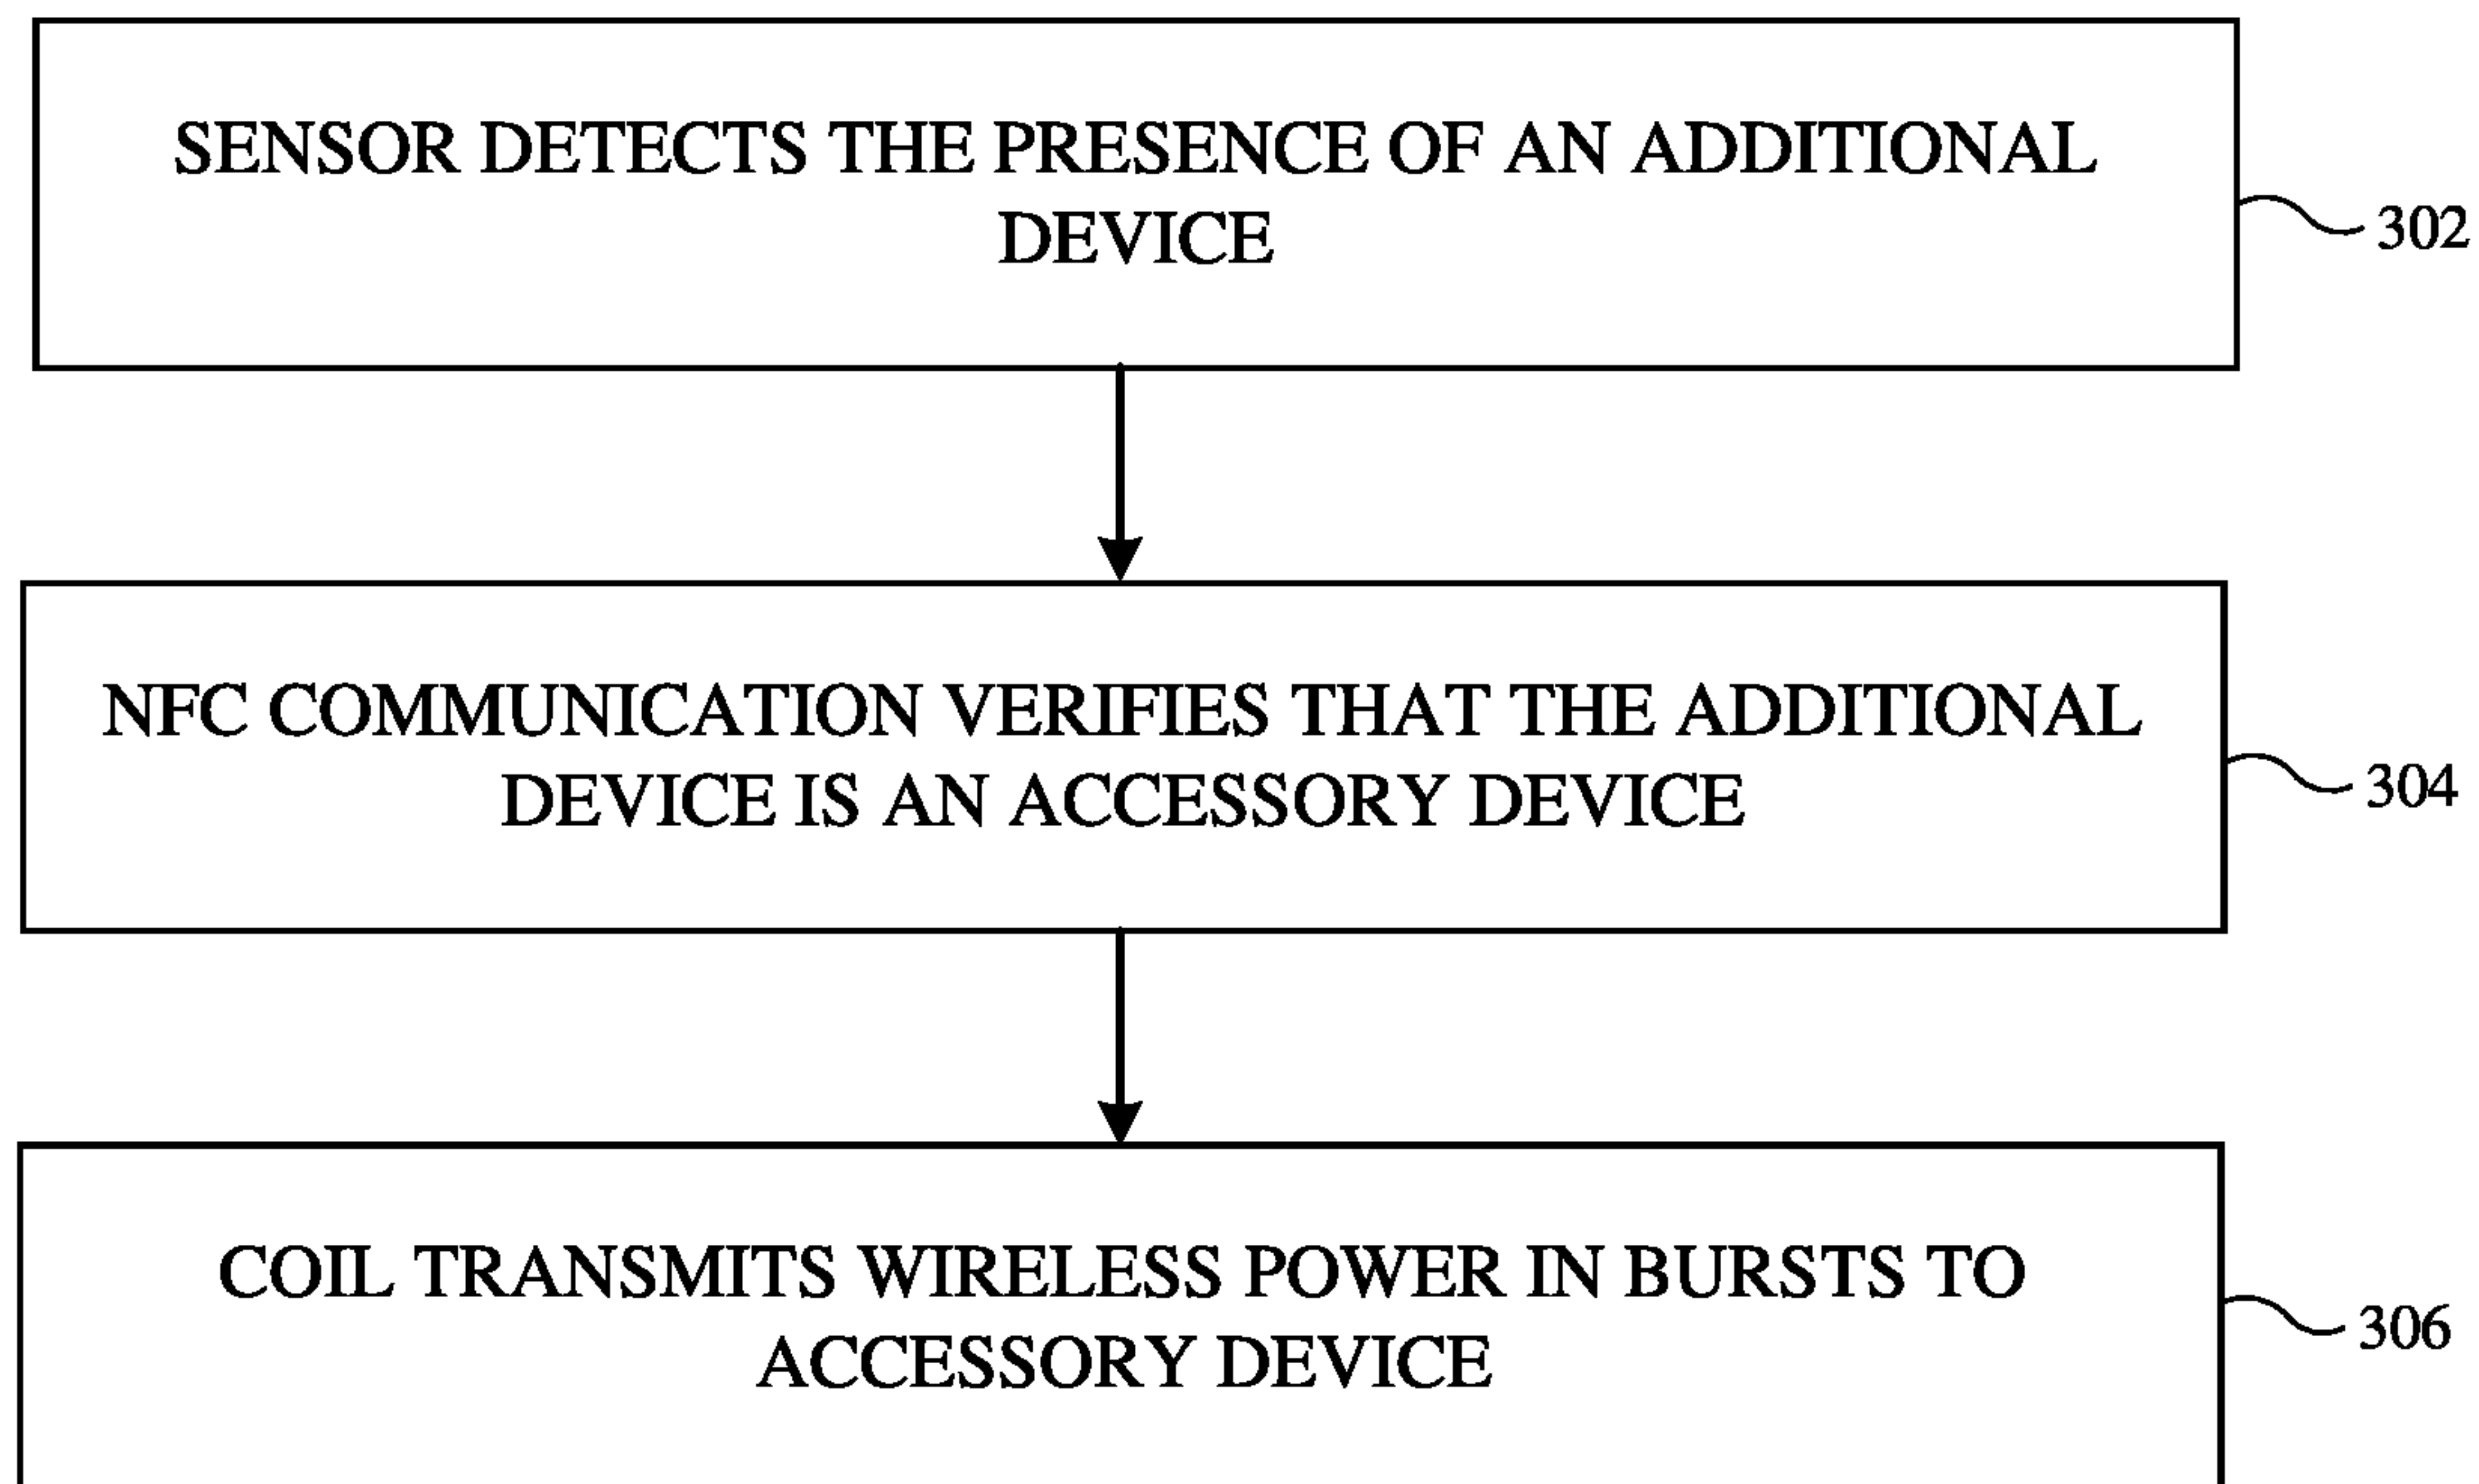 SENSOR DETECTS THE PRESENCE OF AN ADDITIONAL
DEVICE
302
NFC COMMUNICATION VERIFIES THAT THE ADDITIONAL
DEVICE IS AN ACCESSORY DEVICE
304
COIL TRANSMITS WIRELESS POWER IN BURSTS TO
ACCESSORY DEVICE
306